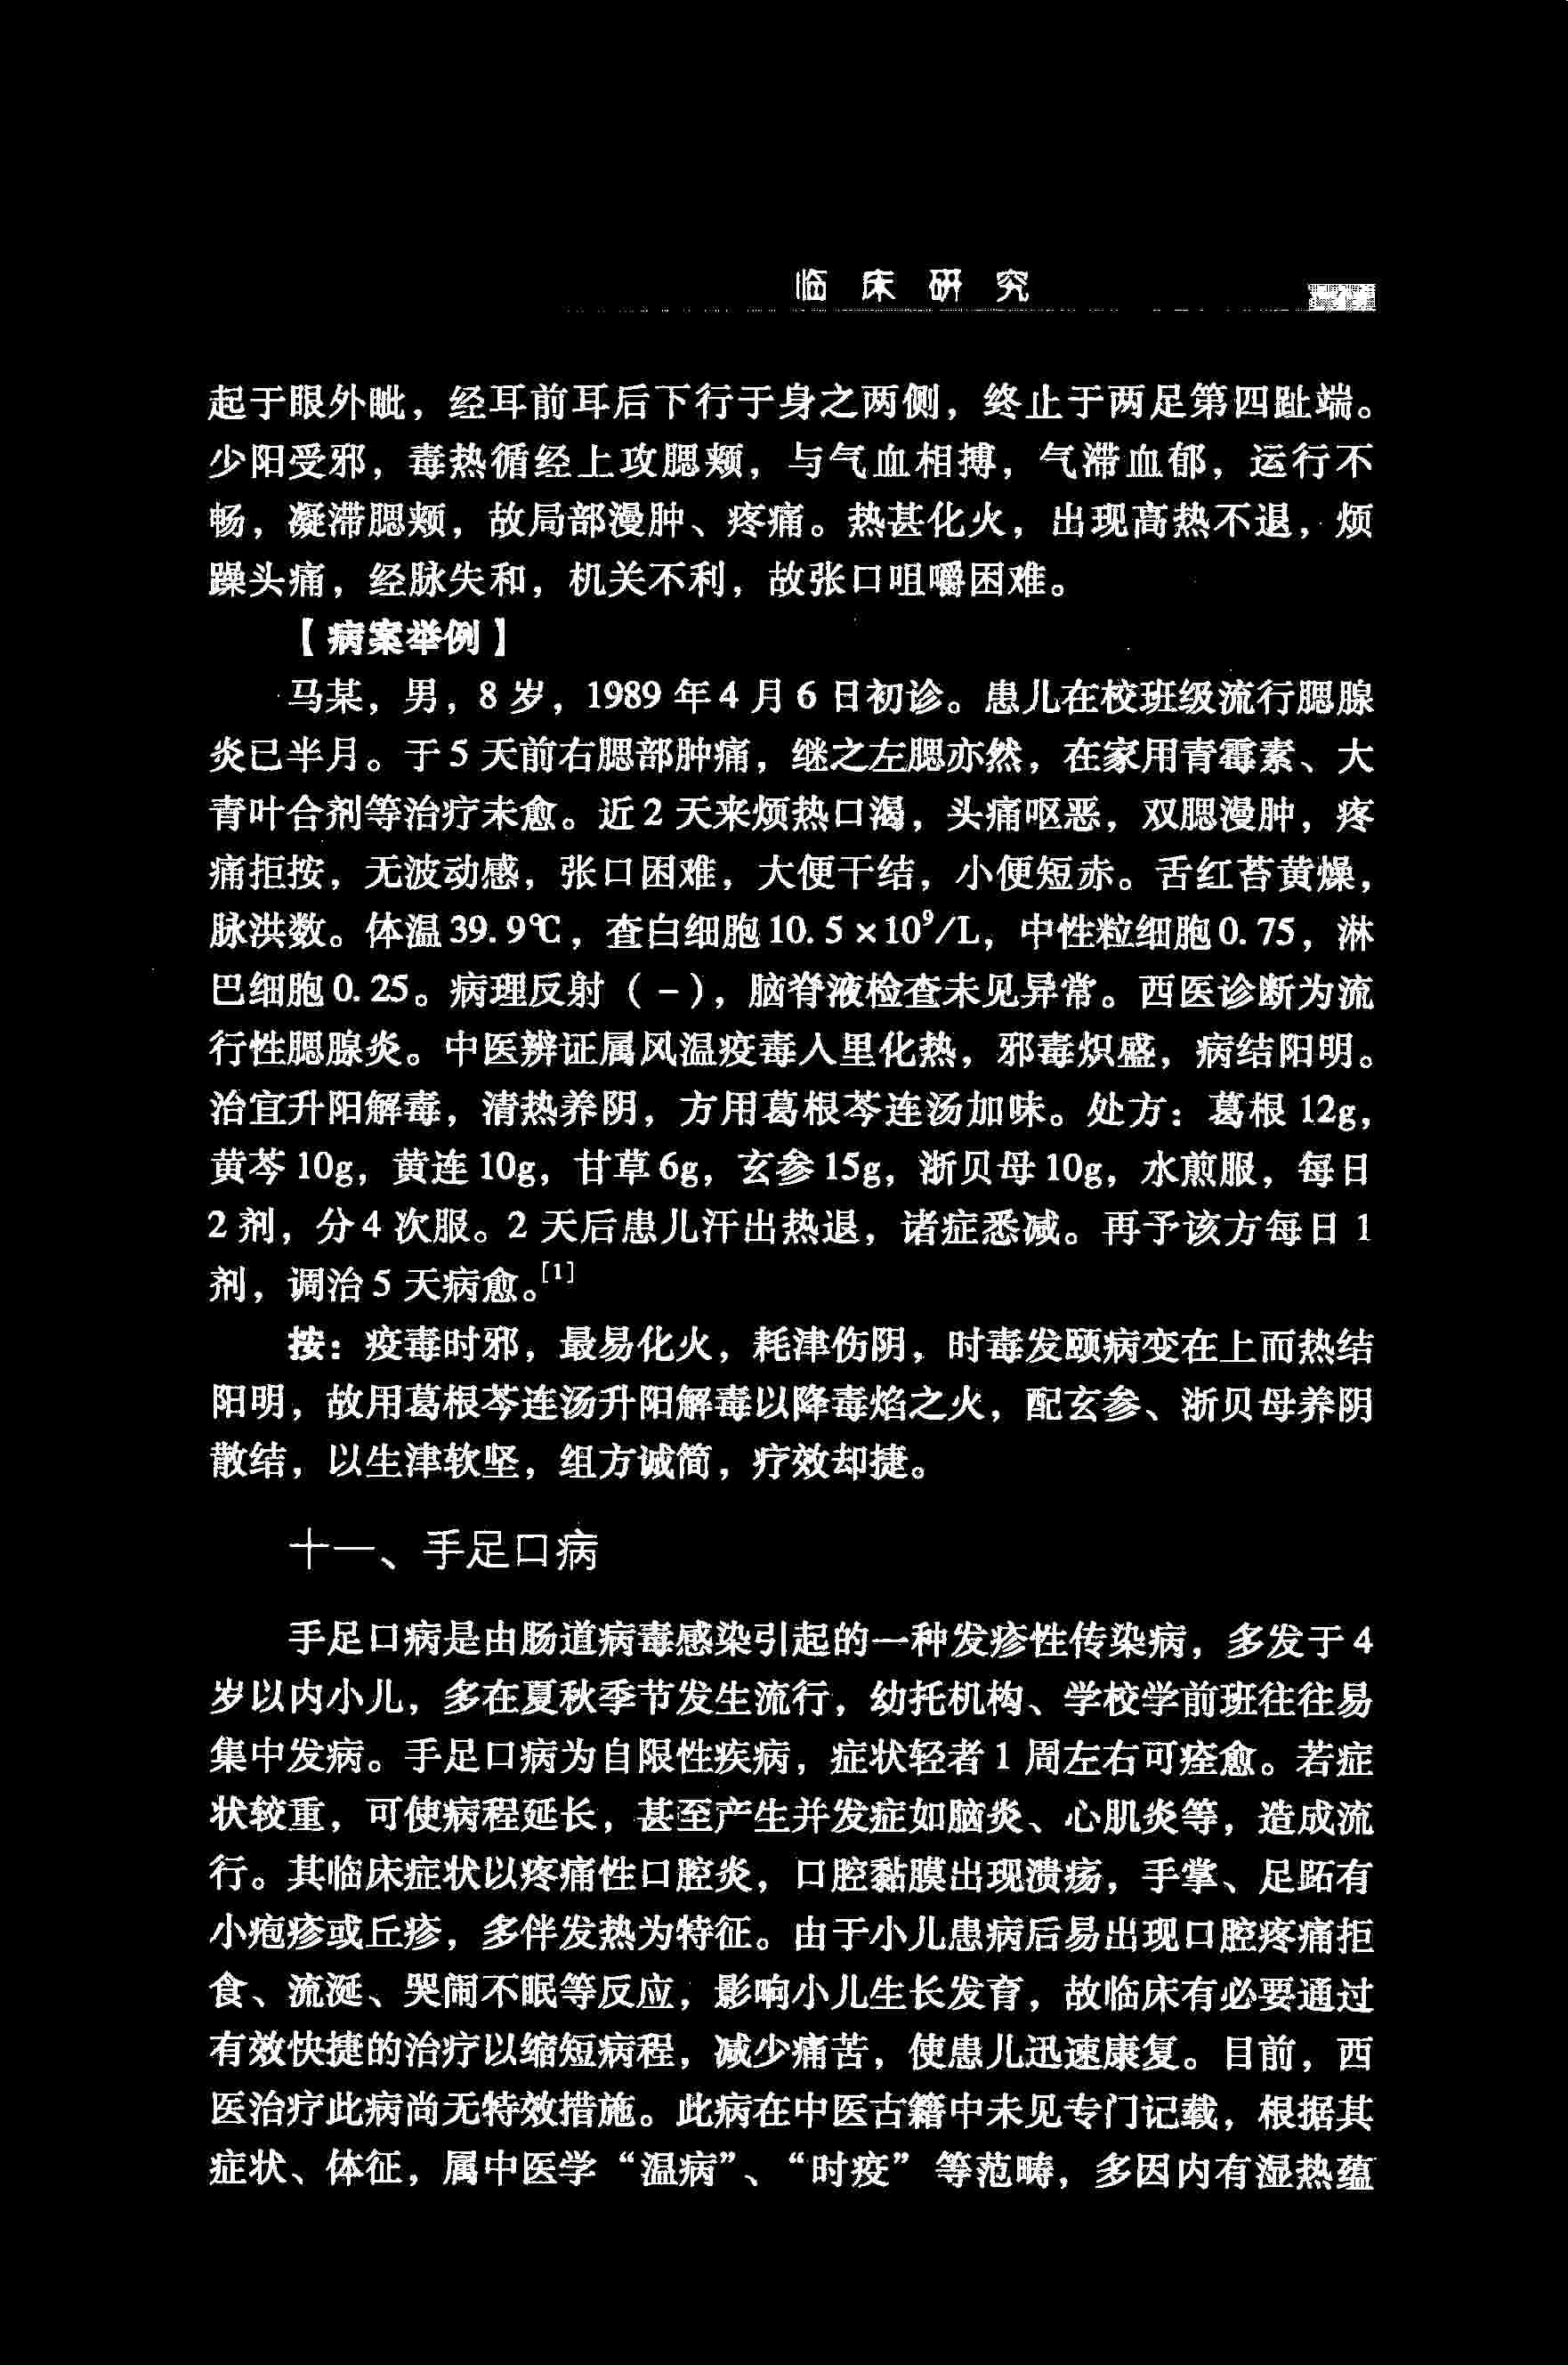 临床研究
起于眼外眦，经耳前耳后下行于身之两侧，终止于两足第四趾端。
少阳受邪，毒热循经上攻腮颊，与气血相搏，气滞血郁，运行不
畅，凝滞腮颊，故局部漫肿、疼痛。热甚化火，出现高热不退，烦
躁头痛，经脉失和，机关不利，故张口咀嚼困难。
【病案举例】
马某，男，8岁，1989年4月6日初诊。患儿在校班级流行腮腺
炎已半月。于5天前右腮部肿痛，继之左腮亦然，在家用青霉素、大
青叶合剂等治疗未愈。近2天来烦热口渴，头痛呕恶，双腮漫肿，疼
痛拒按，无波动感，张口困难，大便干结，小便短赤。舌红苔黄燥，
脉洪数。体温39.9℃，查白细胞10.5×10⁹/L，中性粒细胞0.75，淋
巴细胞0.25。病理反射（-），脑脊液检查未见异常。西医诊断为流
行性腮腺炎。中医辨证属风温疫毒入里化热，邪毒炽盛，病结阳明。
治宜升阳解毒，清热养阴，方用葛根芩连汤加味。处方：葛根12g，
黄芩10g，黄连10g，甘草6g，玄参15g，浙贝母10g，水煎服，每日
2剂，分4次服。2天后患儿汗出热退，诸症悉减。再予该方每日1
剂，调治5天病愈。[1]
按：疫毒时邪，最易化火，耗津伤阴，时毒发颐病变在上而热结
阳明，故用葛根芩连汤升阳解毒以降毒焰之火，配玄参、浙贝母养阴
散结，以生津软坚，组方诚简，疗效却捷。
十一、手足口病
手足口病是由肠道病毒感染引起的一种发疹性传染病，多发于4
岁以内小儿，多在夏秋季节发生流行，幼托机构、学校学前班往往易
集中发病。手足口病为自限性疾病，症状轻者1周左右可痊愈。若症
状较重，可使病程延长，甚至产生并发症如脑炎、心肌炎等，造成流
行。其临床症状以疼痛性口腔炎，口腔黏膜出现溃疡，手掌、足跖有
小疱疹或丘疹，多伴发热为特征。由于小儿患病后易出现口腔疼痛拒
食、流涎、哭闹不眠等反应，影响小儿生长发育，故临床有必要通过
有效快捷的治疗以缩短病程，减少痛苦，使患儿迅速康复。目前，西
医治疗此病尚无特效措施。此病在中医古籍中未见专门记载，根据其
症状、体征，属中医学“温病”、“时疫”等范畴，多因内有湿热蕴